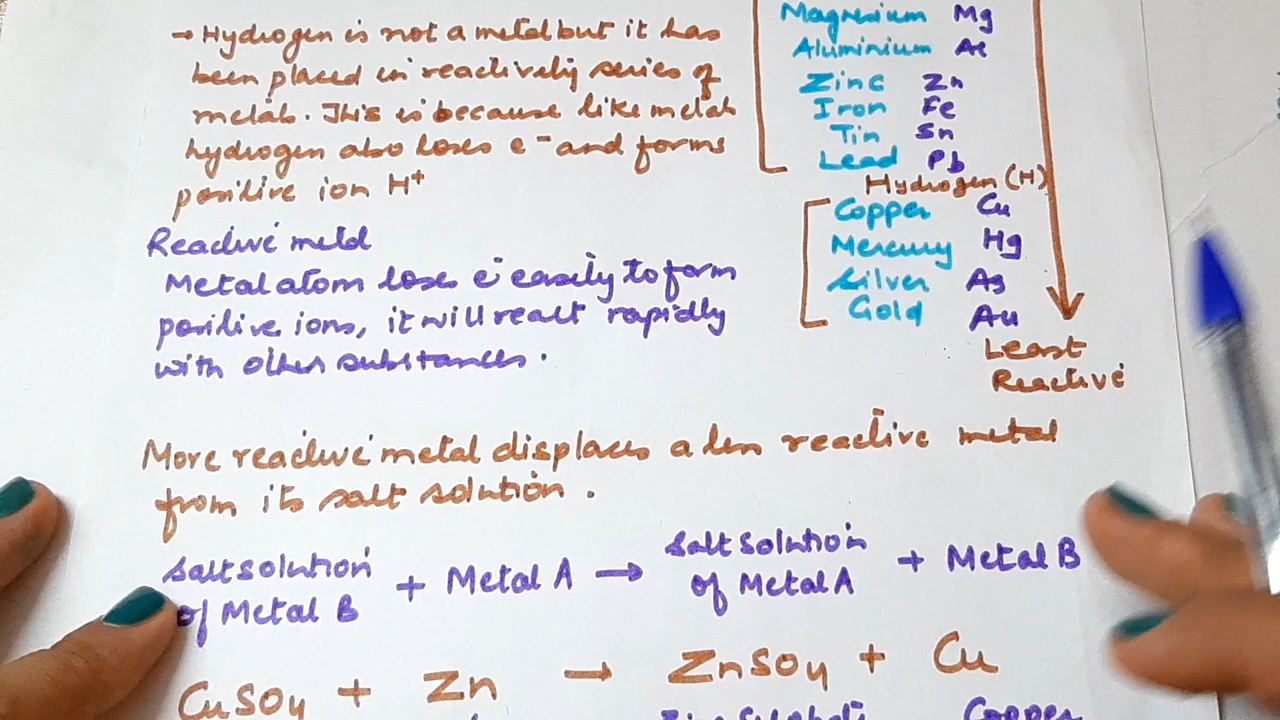 → Hydrogen is not a metal but it has
been placed in reactively series of
metals. This is because like metals
hydrogen also loses e⁻ and forms
positive ion H⁺
Reactive metal
Metal atom loses e⁻ easily to form
positive ions, it will react rapidly
with other substances.
Magnesium Mg
Aluminium Al
Zinc Zn
Iron Fe
Tin Sn
Lead Pb
Hydrogen (H)
Copper Cu
Mercury Hg
Silver Ag
Gold Au
Least
Reactive
More reactive metal displaces a less reactive metal
from its salt solution.
Salt solution of Metal B + Metal A → Salt solution of Metal A + Metal B
CuSO4 + Zn → ZnSO4 + Cu
Copper